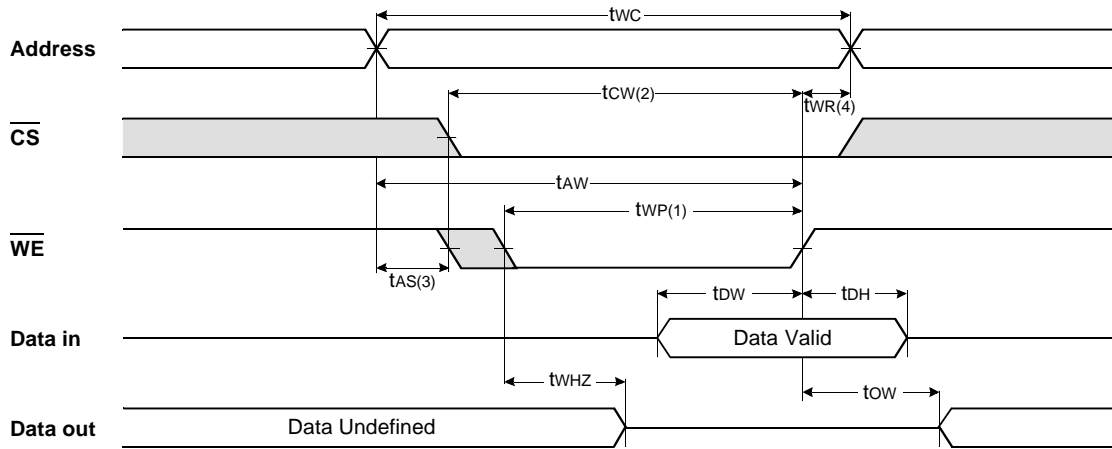 tWC
Address
tCW(2)
tWR(4)
CS
tAW
tWP(1)
WE
tAS(3)
tDW
tDH
Data in
Data Valid
tWHZ
tOW
Data out
Data Undefined